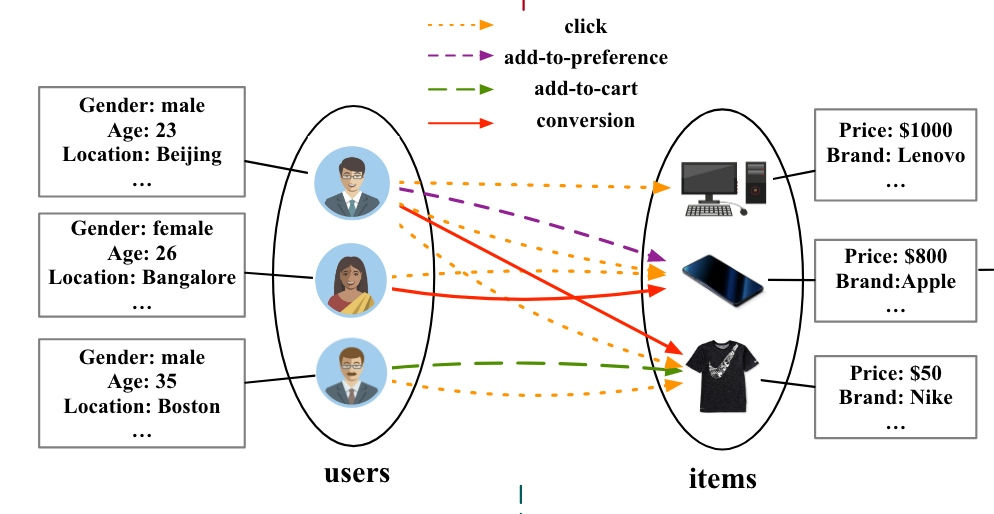 click
add-to-preference
add-to-cart
conversion
Gender: male
Age: 23
Location: Beijing
...
Gender: female
Age: 26
Location: Bangalore
...
Gender: male
Age: 35
Location: Boston
...
Price: $1000
Brand: Lenovo
...
Price: $800
Brand:Apple
...
Price: $50
Brand: Nike
...
users
items